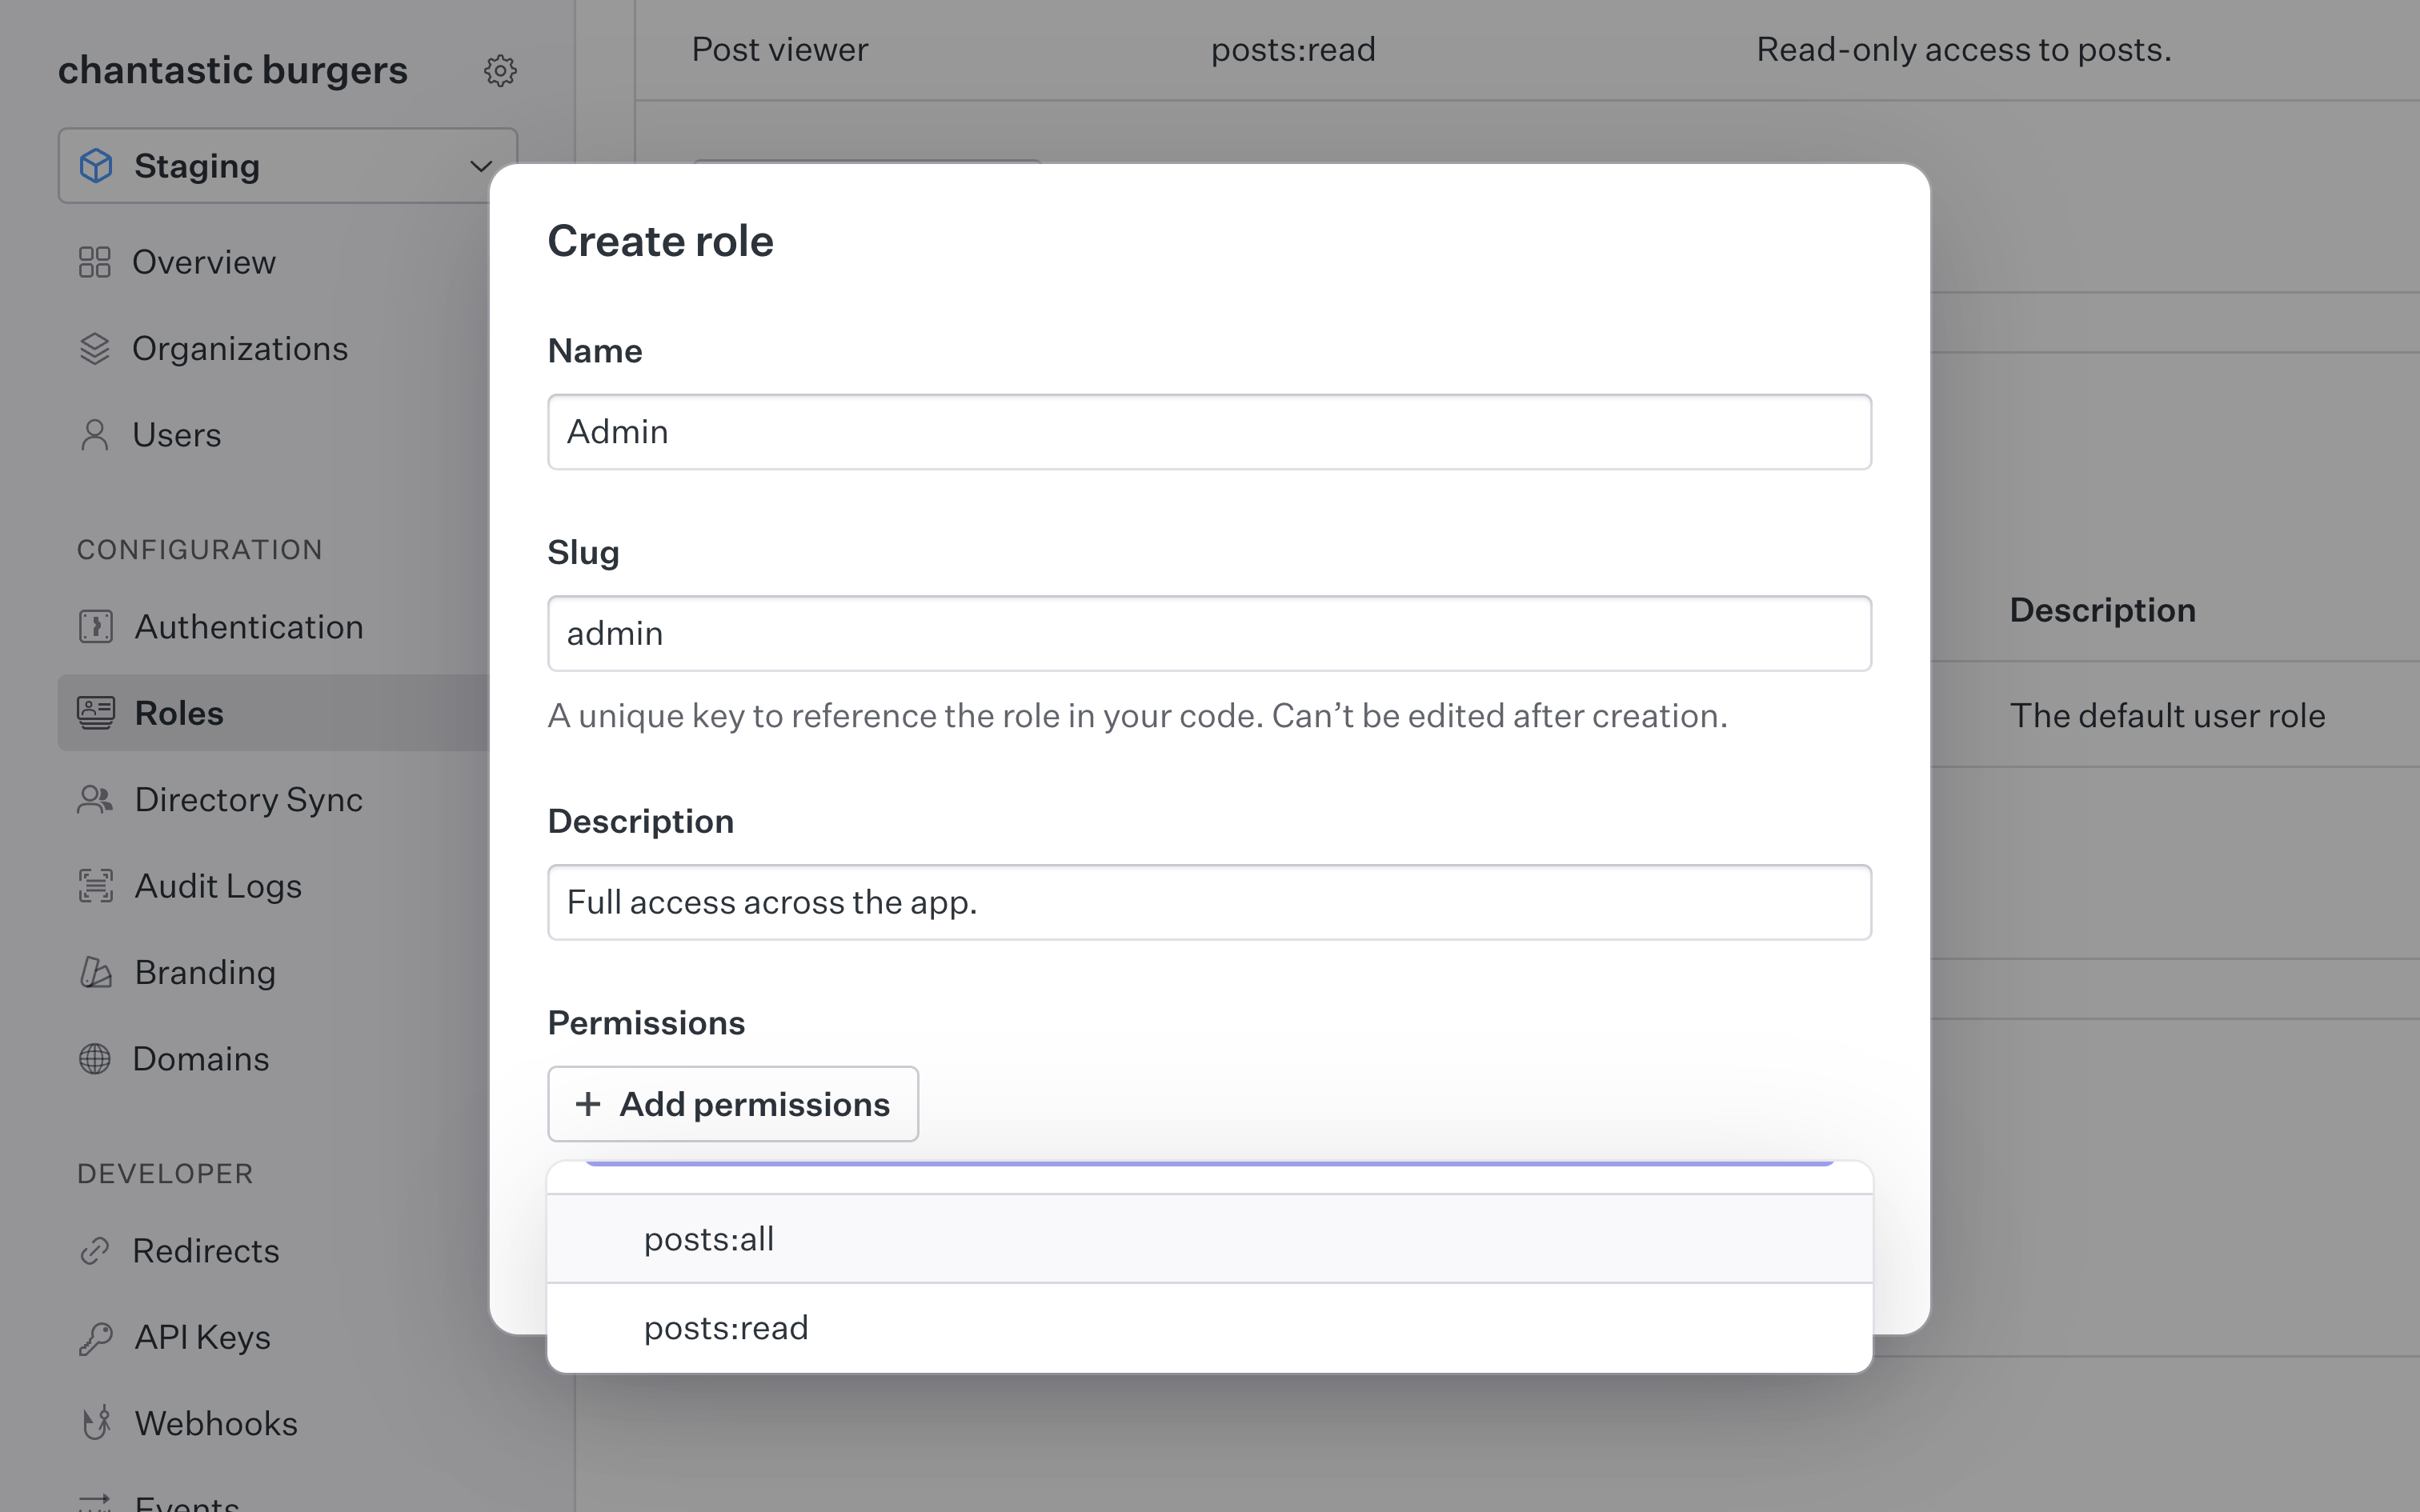 chantastic burgers
Staging
Overview
Organizations
Users
CONFIGURATION
Authentication
Roles
Directory Sync
Audit Logs
Branding
Domains
DEVELOPER
Redirects
API Keys
Webhooks
Events
Post viewer posts:read Read-only access to posts.
Create role
Name
Admin
Slug
admin
A unique key to reference the role in your code. Can’t be edited after creation.
Description
Full access across the app.
Permissions
+ Add permissions
posts:all
posts:read
Description
The default user role